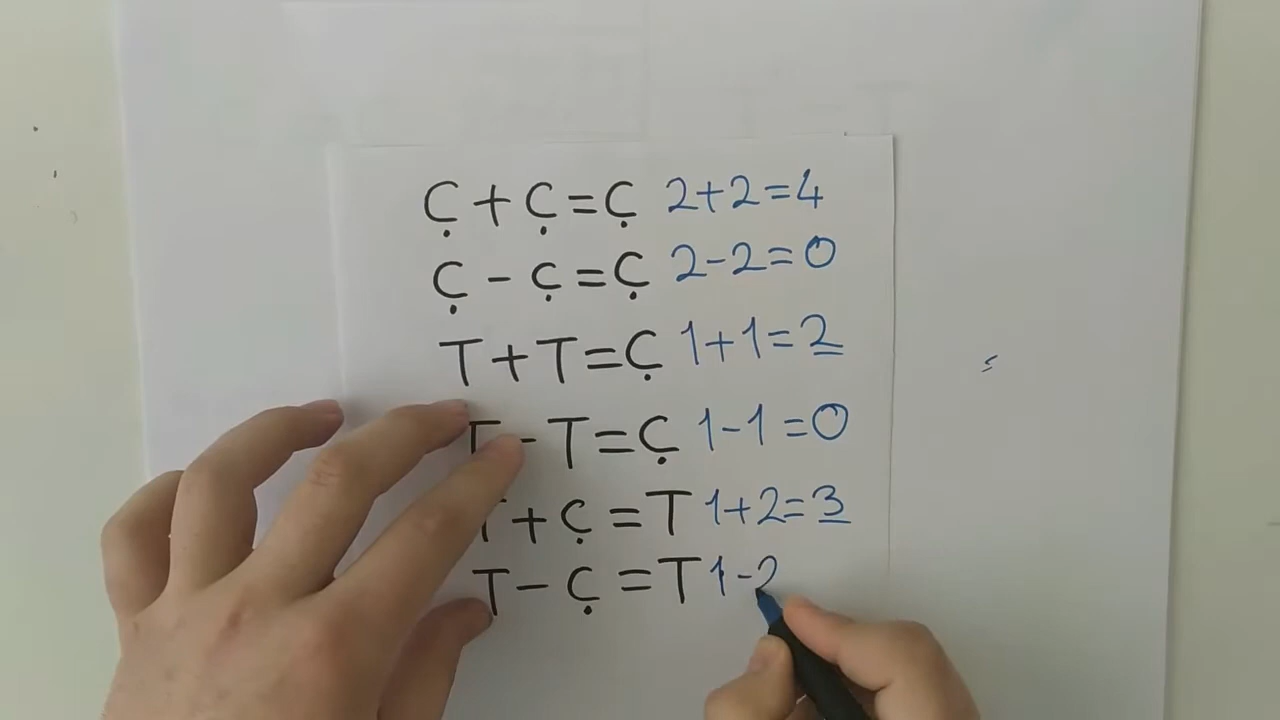 Ç+Ç=Ç 2+2=4
Ç-Ç=Ç 2-2=0
T+T=Ç 1+1=2
T-T=Ç 1-1=0
T+Ç=T 1+2=3
T-Ç=T 1-2